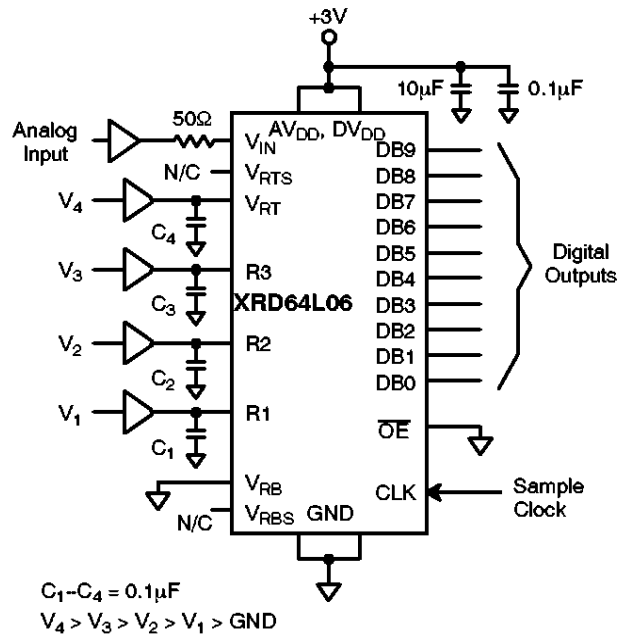 +3V
10µF
0.1µF
50Ω
AV_DD, DV_DD
Analog
Input
V_IN
DB9
N/C
V_RTS
DB8
V_4
V_RT
DB7
C_4
DB6
V_3
R3
DB5
Digital
Outputs
DB4
C_3
XRD64L06
DB3
DB2
V_2
R2
DB1
C_2
DB0
V_1
R1
OE
C_1
V_RB
CLK
Sample
Clock
N/C
V_RBS
GND
C_1–C_4 = 0.1µF
V_4 > V_3 > V_2 > V_1 > GND